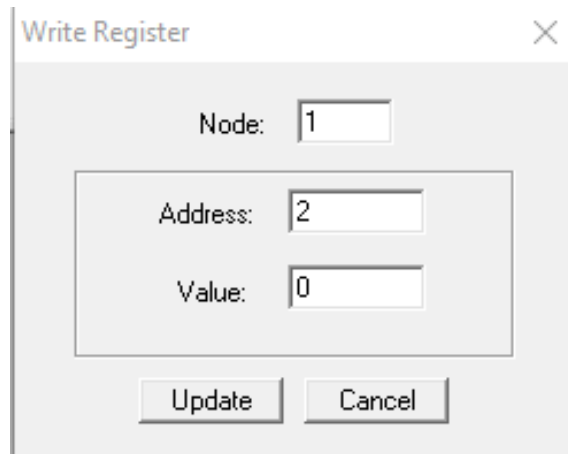 Write Register
Node: 1
Address: 2
Value: 0
Update Cancel